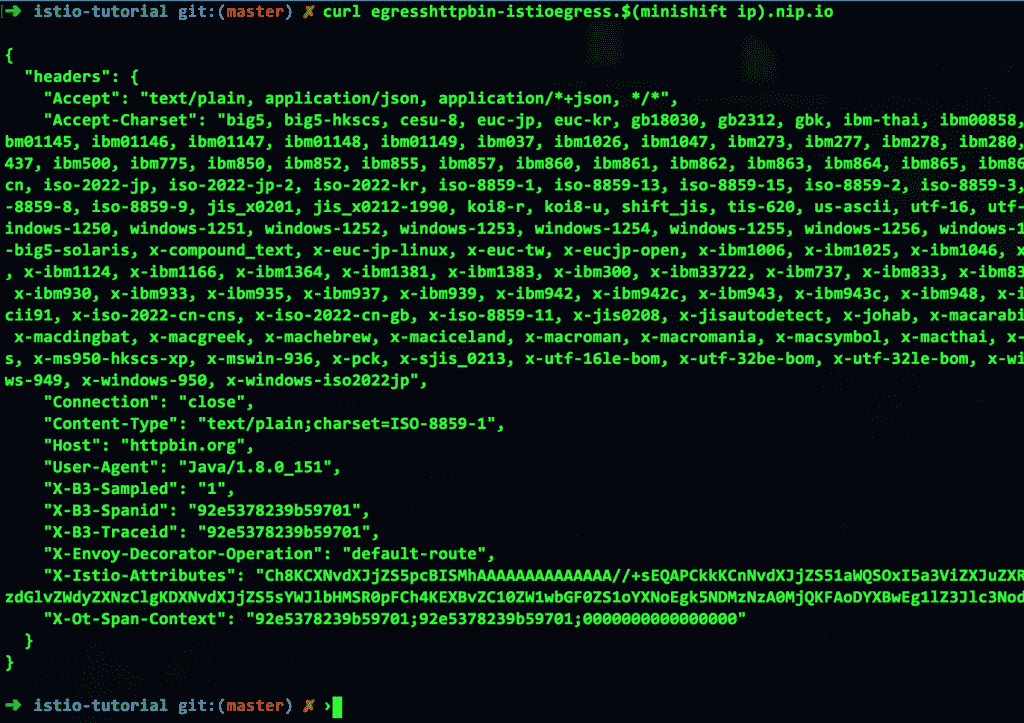 ➜ istio-tutorial git:(master) ✗ curl egresshttpbin-istioegress.$(minishift ip).nip.io
{
"headers": {
"Accept": "text/plain, application/json, application/*+json, */*",
"Accept-Charset": "big5, big5-hkscs, cesu-8, euc-jp, euc-kr, gb18030, gb2312, gbk, ibm-thai, ibm00858,
bm01145, ibm01146, ibm01147, ibm01148, ibm01149, ibm037, ibm1026, ibm1047, ibm273, ibm277, ibm278, ibm280,
437, ibm500, ibm775, ibm850, ibm852, ibm855, ibm857, ibm860, ibm861, ibm862, ibm863, ibm864, ibm865, ibm86
cn, iso-2022-jp, iso-2022-jp-2, iso-2022-kr, iso-8859-1, iso-8859-13, iso-8859-15, iso-8859-2, iso-8859-3,
-8859-8, iso-8859-9, jis_x0201, jis_x0212-1990, koi8-r, koi8-u, shift_jis, tis-620, us-ascii, utf-16, utf-
indows-1250, windows-1251, windows-1252, windows-1253, windows-1254, windows-1255, windows-1256, windows-1
-big5-solaris, x-compound_text, x-euc-jp-linux, x-euc-tw, x-eucjp-open, x-ibm1006, x-ibm1025, x-ibm1046, x
, x-ibm1124, x-ibm1166, x-ibm1364, x-ibm1381, x-ibm1383, x-ibm300, x-ibm33722, x-ibm737, x-ibm833, x-ibm83
x-ibm930, x-ibm933, x-ibm935, x-ibm937, x-ibm939, x-ibm942, x-ibm942c, x-ibm943, x-ibm943c, x-ibm948, x-i
cii91, x-iso-2022-cn-cns, x-iso-2022-cn-gb, x-iso-8859-11, x-jis0208, x-jisautodetect, x-johab, x-macarabi
x-macdingbat, x-macgreek, x-machebrew, x-maciceland, x-macroman, x-macromania, x-macsymbol, x-macthai, x-
s, x-ms950-hkscs-xp, x-mswin-936, x-pck, x-sjis_0213, x-utf-16le-bom, x-utf-32be-bom, x-utf-32le-bom, x-wi
ws-949, x-windows-950, x-windows-iso2022jp",
"Connection": "close",
"Content-Type": "text/plain;charset=ISO-8859-1",
"Host": "httpbin.org",
"User-Agent": "Java/1.8.0_151",
"X-B3-Sampled": "1",
"X-B3-Spanid": "92e5378239b59701",
"X-B3-Traceid": "92e5378239b59701",
"X-Envoy-Decorator-Operation": "default-route",
"X-Istio-Attributes": "Ch8KCXNvdXJjZS5pcBISMhAAAAAAAAAAAAAA//+sEQAPCkkKCnNvdXJjZS51aWQSOxI5a3ViZXJuZXR
zdGlvZWdyZXNzClgKDXNvdXJjZS5sYWJlbHMSR0pFCh4KEXBvZC10ZW1wbGF0ZS1oYXNoEgk5NDMzNzA0MjQKFAoDYXBwEg1lZ3Jlc3Nod
"X-Ot-Span-Context": "92e5378239b59701;92e5378239b59701;0000000000000000"
}
}
➜ istio-tutorial git:(master) ✗ ›